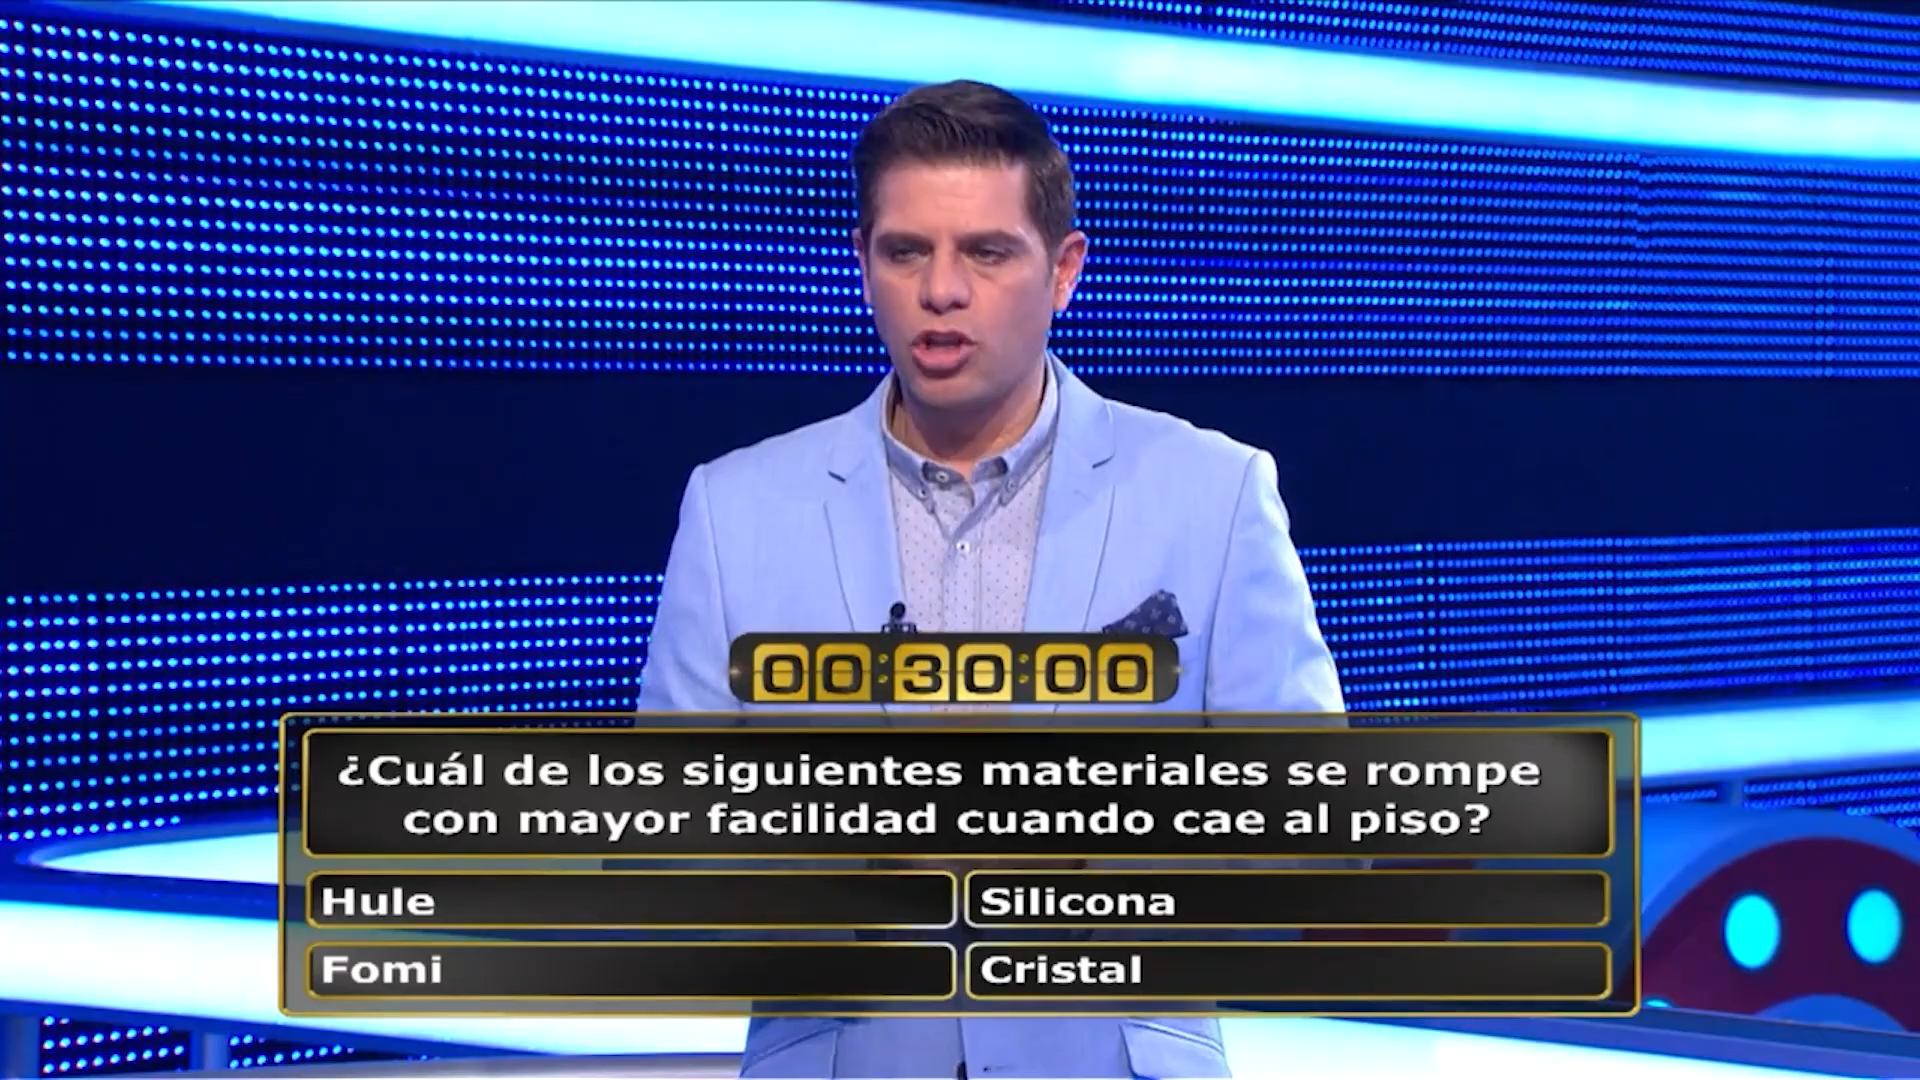 00:30:00
¿Cuál de los siguientes materiales se rompe
con mayor facilidad cuando cae al piso?
Hule
Silicona
Fomi
Cristal